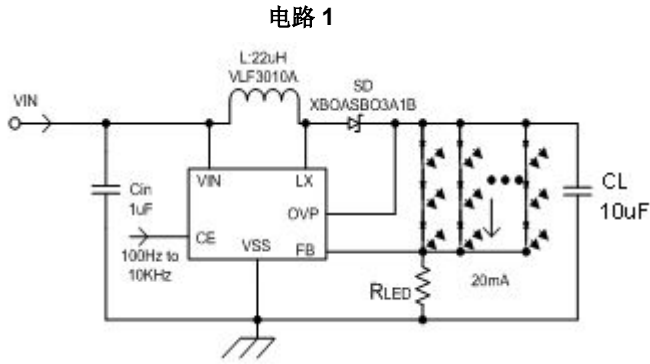 电路 1
L:22uH
VLF3010A
SD
XBOASBO3A1B
VIN
VIN
LX
Cin
1uF
OVP
CL
10uF
CE
VSS
FB
100Hz to
10KHz
RLED
20mA